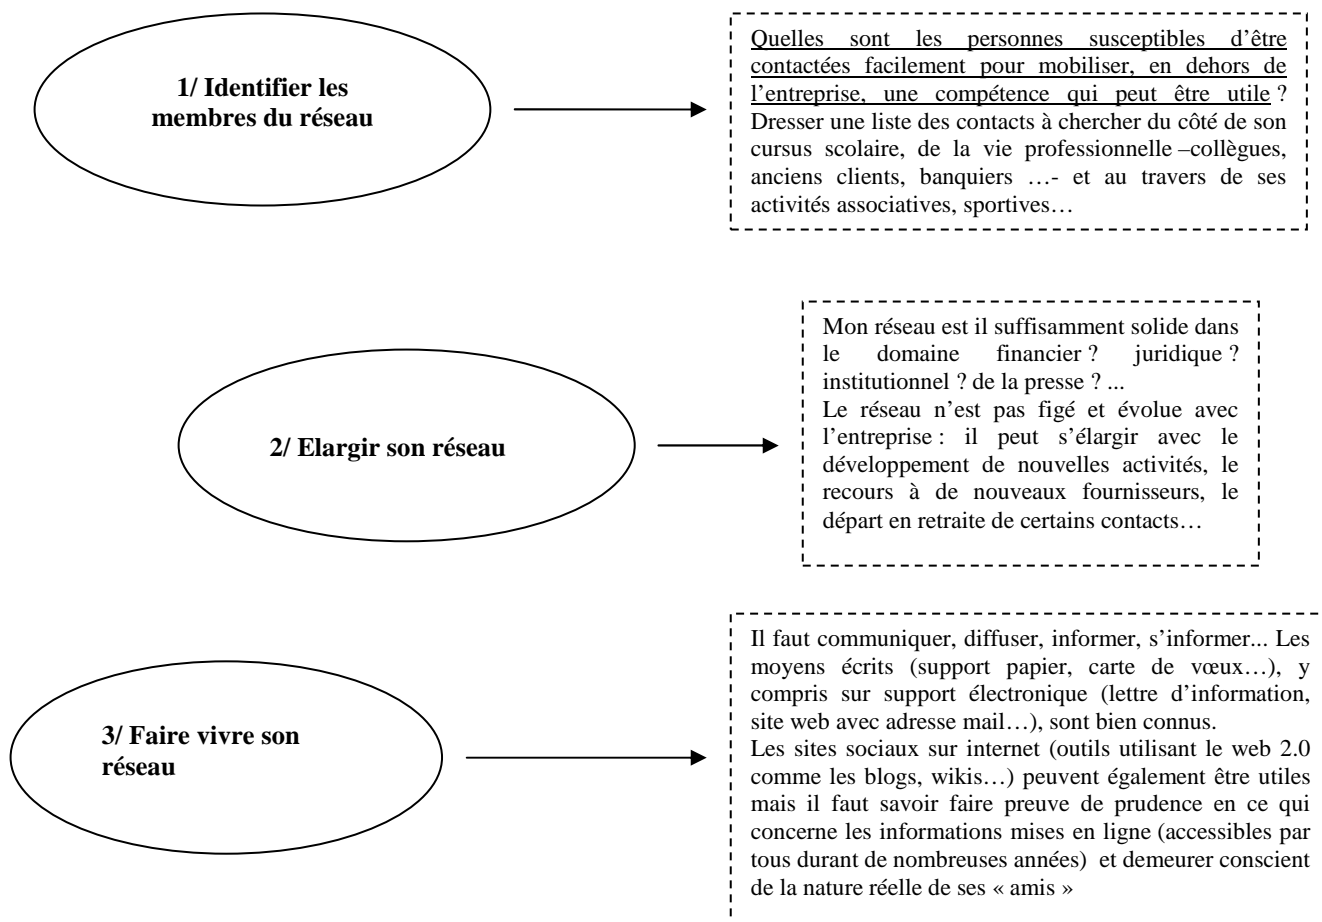 1/ Identifier les
membres du réseau
Quelles sont les personnes susceptibles d’être
contactées facilement pour mobiliser, en dehors de
l’entreprise, une compétence qui peut être utile ?
Dresser une liste des contacts à chercher du côté de son
cursus scolaire, de la vie professionnelle –collègues,
anciens clients, banquiers …- et au travers de ses
activités associatives, sportives…
2/ Elargir son réseau
Mon réseau est il suffisamment solide dans
le domaine financier ? juridique ?
institutionnel ? de la presse ? ...
Le réseau n’est pas figé et évolue avec
l’entreprise : il peut s’élargir avec le
développement de nouvelles activités, le
recours à de nouveaux fournisseurs, le
départ en retraite de certains contacts…
3/ Faire vivre son
réseau
Il faut communiquer, diffuser, informer, s’informer... Les
moyens écrits (support papier, carte de vœux…), y
compris sur support électronique (lettre d’information,
site web avec adresse mail…), sont bien connus.
Les sites sociaux sur internet (outils utilisant le web 2.0
comme les blogs, wikis…) peuvent également être utiles
mais il faut savoir faire preuve de prudence en ce qui
concerne les informations mises en ligne (accessibles par
tous durant de nombreuses années) et demeurer conscient
de la nature réelle de ses « amis »